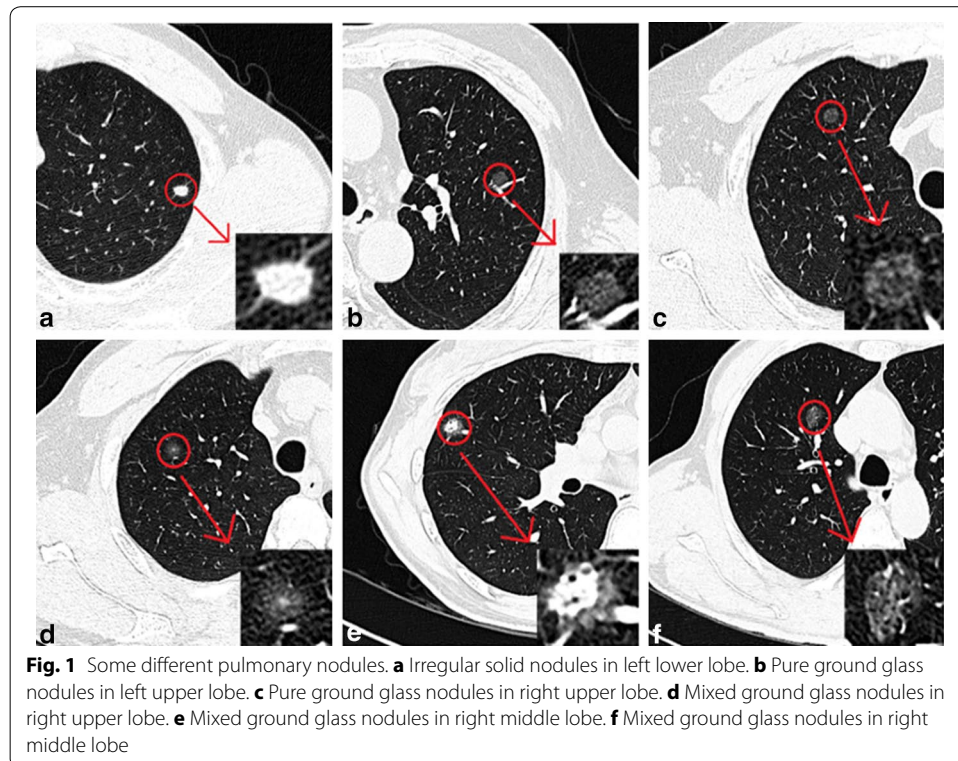 a
b
c
d
e
f
Fig. 1 Some different pulmonary nodules. a Irregular solid nodules in left lower lobe. b Pure ground glass
nodules in left upper lobe. c Pure ground glass nodules in right upper lobe. d Mixed ground glass nodules in
right upper lobe. e Mixed ground glass nodules in right middle lobe. f Mixed ground glass nodules in right
middle lobe